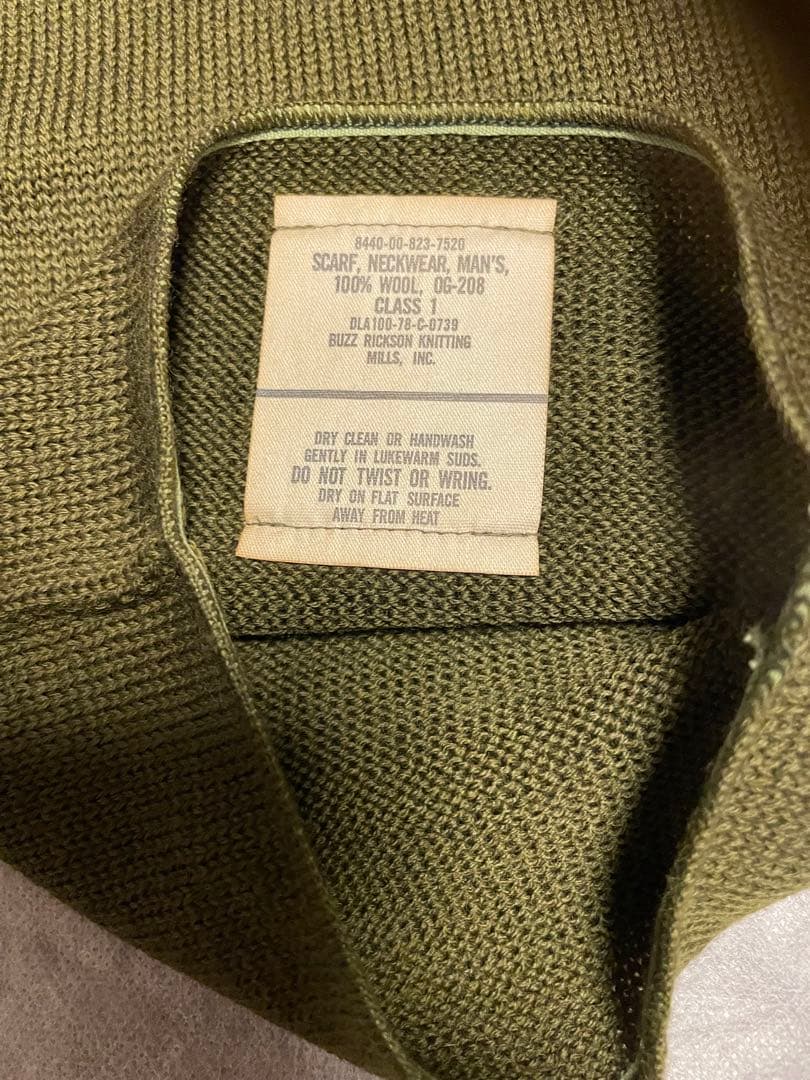 8440-00-823-7520
SCARF, NECKWEAR, MAN'S,
100% WOOL, OG-208
CLASS 1
DLA100-78-C-0739
BUZZ RICKSON KNITTING
MILLS, INC.
DRY CLEAN OR HANDWASH
GENTLY IN LUKEWARM SUDS.
DO NOT TWIST OR WRING.
DRY ON FLAT SURFACE
AWAY FROM HEAT